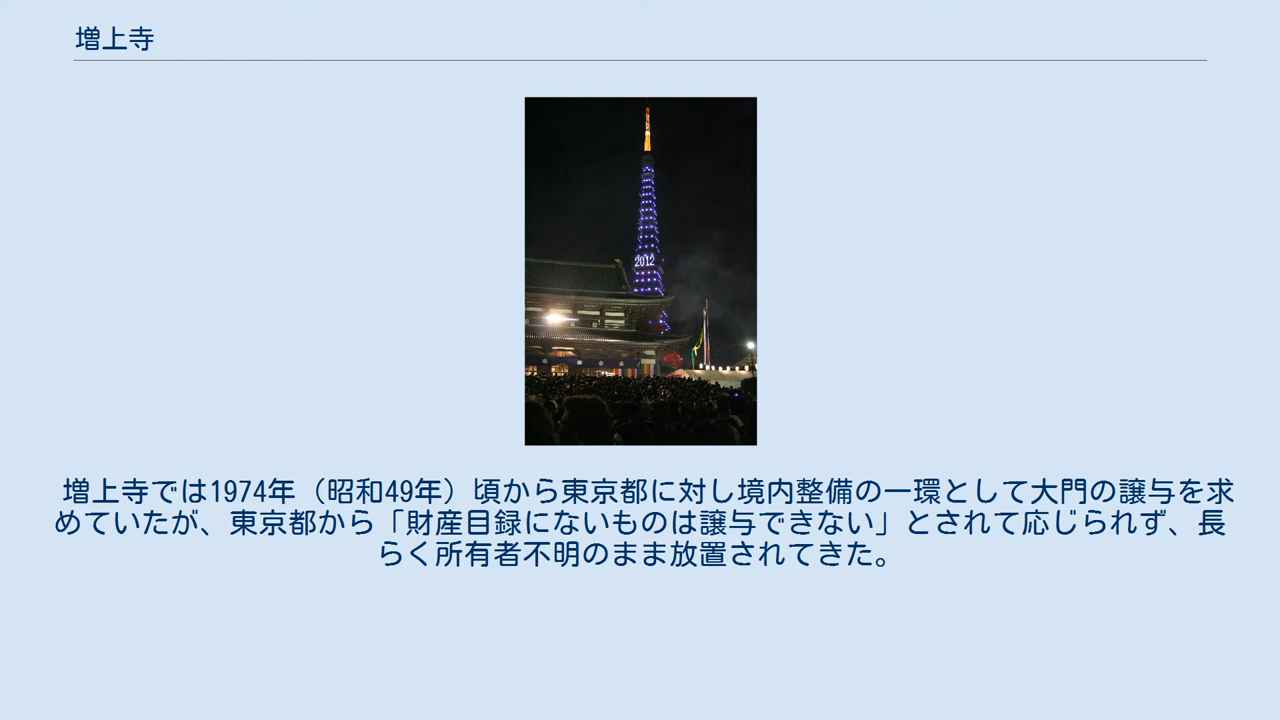 増上寺
2012
増上寺では1974年（昭和49年）頃から東京都に対し境内整備の一環として大門の譲与を求
めていたが、東京都から「財産目録にないものは譲与できない」とされて応じられず、長
らく所有者不明のまま放置されてきた。